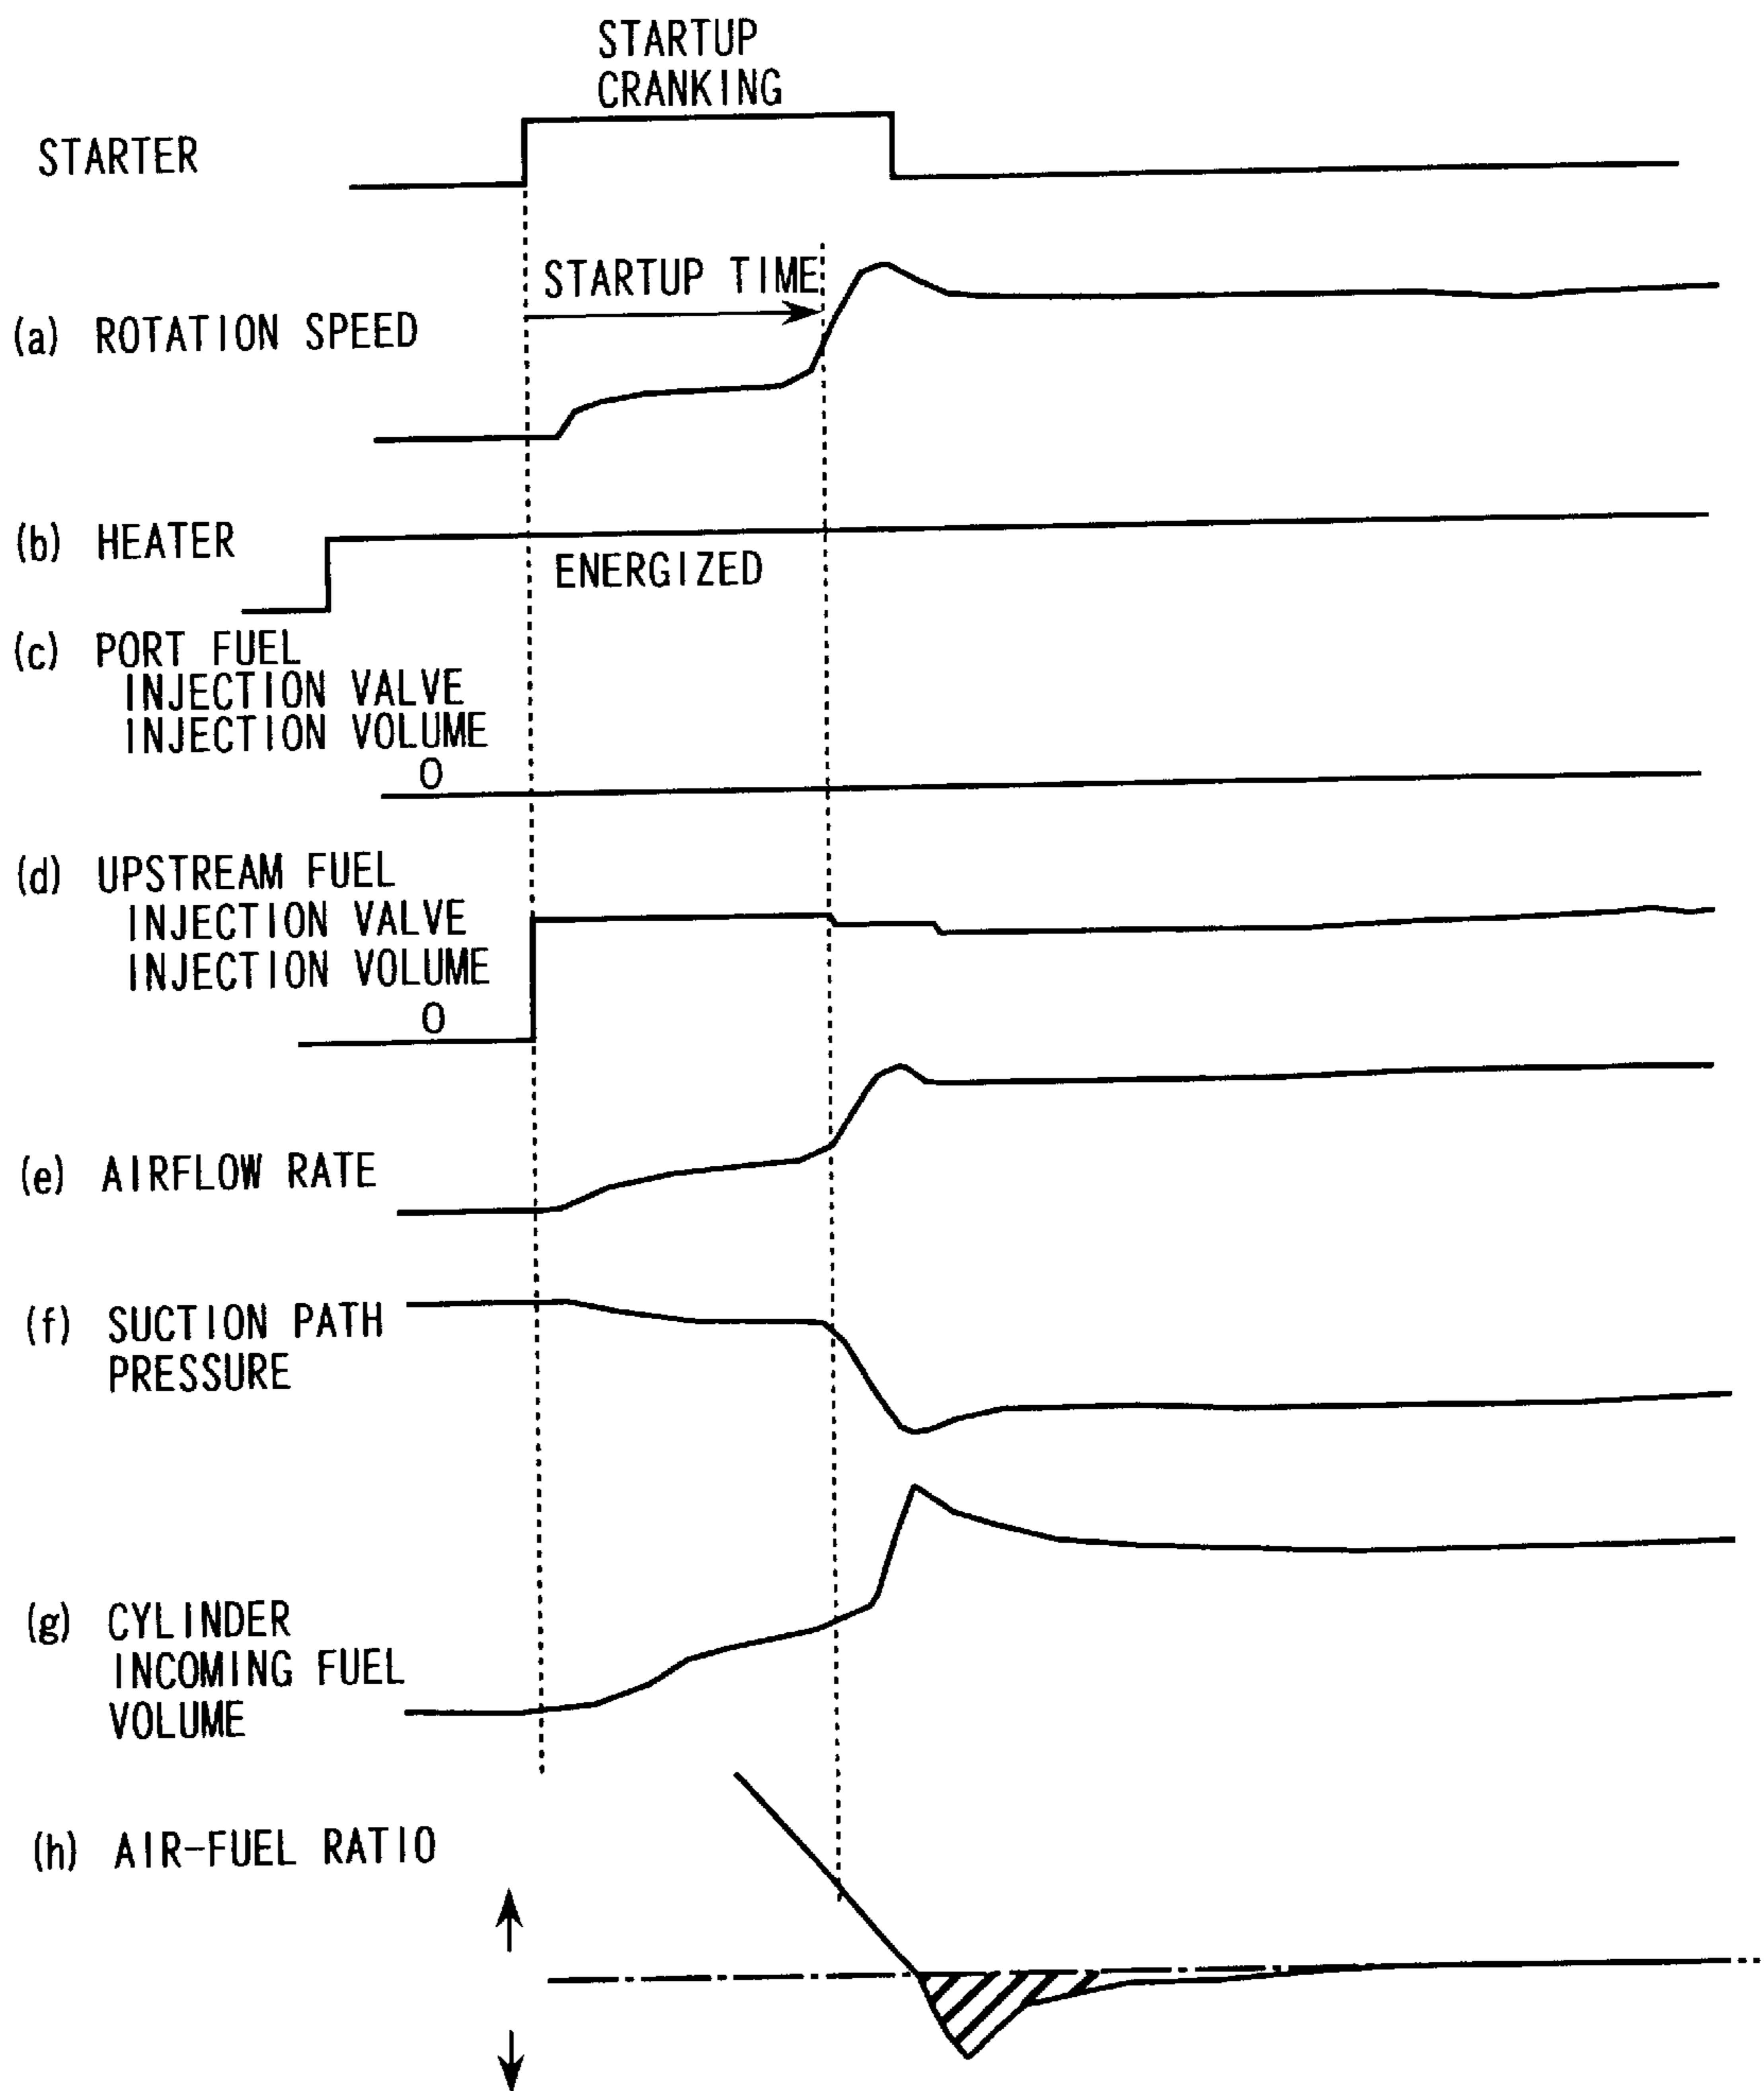 STARTUP
CRANKING
STARTER
STARTUP TIME
(a) ROTATION SPEED
(b) HEATER
ENERGIZED
(c) PORT FUEL
INJECTION VALVE
INJECTION VOLUME
0
(d) UPSTREAM FUEL
INJECTION VALVE
INJECTION VOLUME
0
(e) AIRFLOW RATE
(f) SUCTION PATH
PRESSURE
(g) CYLINDER
INCOMING FUEL
VOLUME
(h) AIR-FUEL RATIO